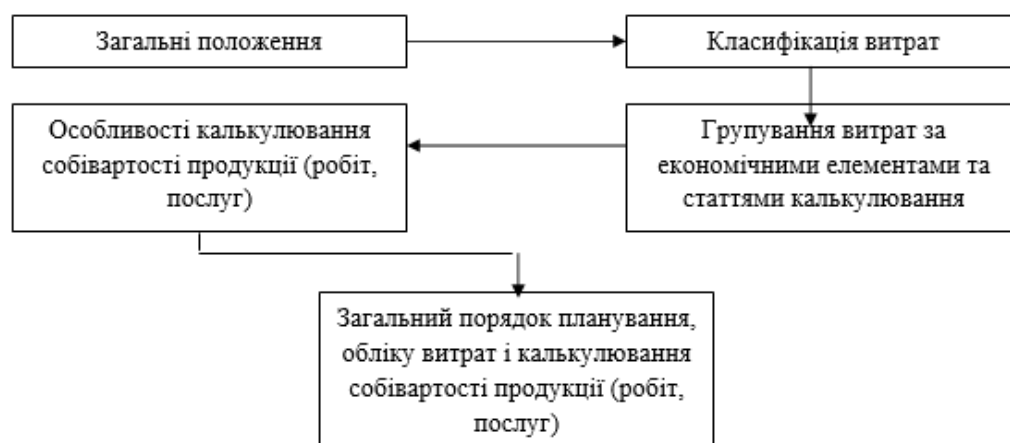 Загальні положення
Класифікація витрат
Особливості калькулювання
собівартості продукції (робіт,
послуг)
Групування витрат за
економічними елементами та
статтями калькулювання
Загальний порядок планування,
обліку витрат і калькулювання
собівартості продукції (робіт,
послуг)